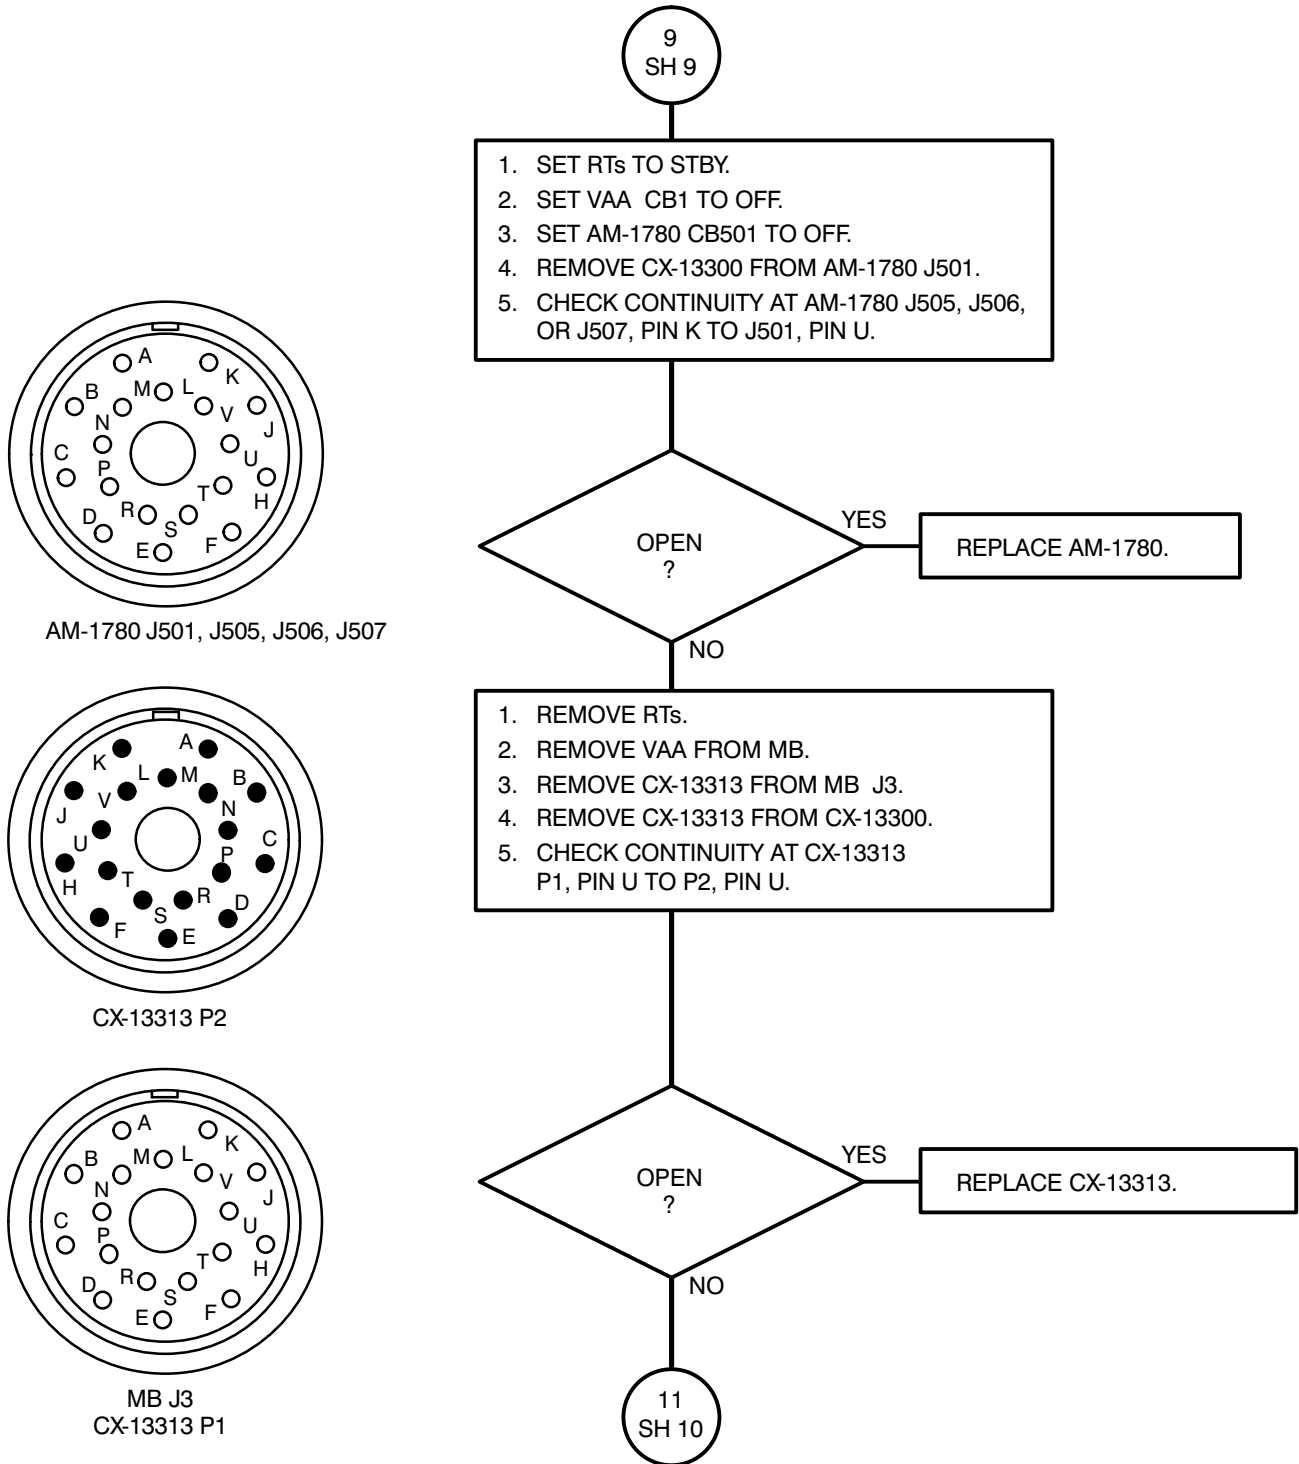 9
SH 9
1. SET RTs TO STBY.
2. SET VAA CB1 TO OFF.
3. SET AM-1780 CB501 TO OFF.
4. REMOVE CX-13300 FROM AM-1780 J501.
5. CHECK CONTINUITY AT AM-1780 J505, J506,
OR J507, PIN K TO J501, PIN U.
A
K
B
M
L
J
N
V
C
U
P
H
T
D
R
S
F
E
AM-1780 J501, J505, J506, J507
OPEN
?
YES
REPLACE AM-1780.
NO
K
A
L
M
B
J
V
N
U
C
H
T
P
F
S
R
D
E
CX-13313 P2
1. REMOVE RTs.
2. REMOVE VAA FROM MB.
3. REMOVE CX-13313 FROM MB J3.
4. REMOVE CX-13313 FROM CX-13300.
5. CHECK CONTINUITY AT CX-13313
P1, PIN U TO P2, PIN U.
A
K
B
M
L
J
N
V
C
U
P
H
T
D
R
S
F
E
MB J3
CX-13313 P1
OPEN
?
YES
REPLACE CX-13313.
NO
11
SH 10